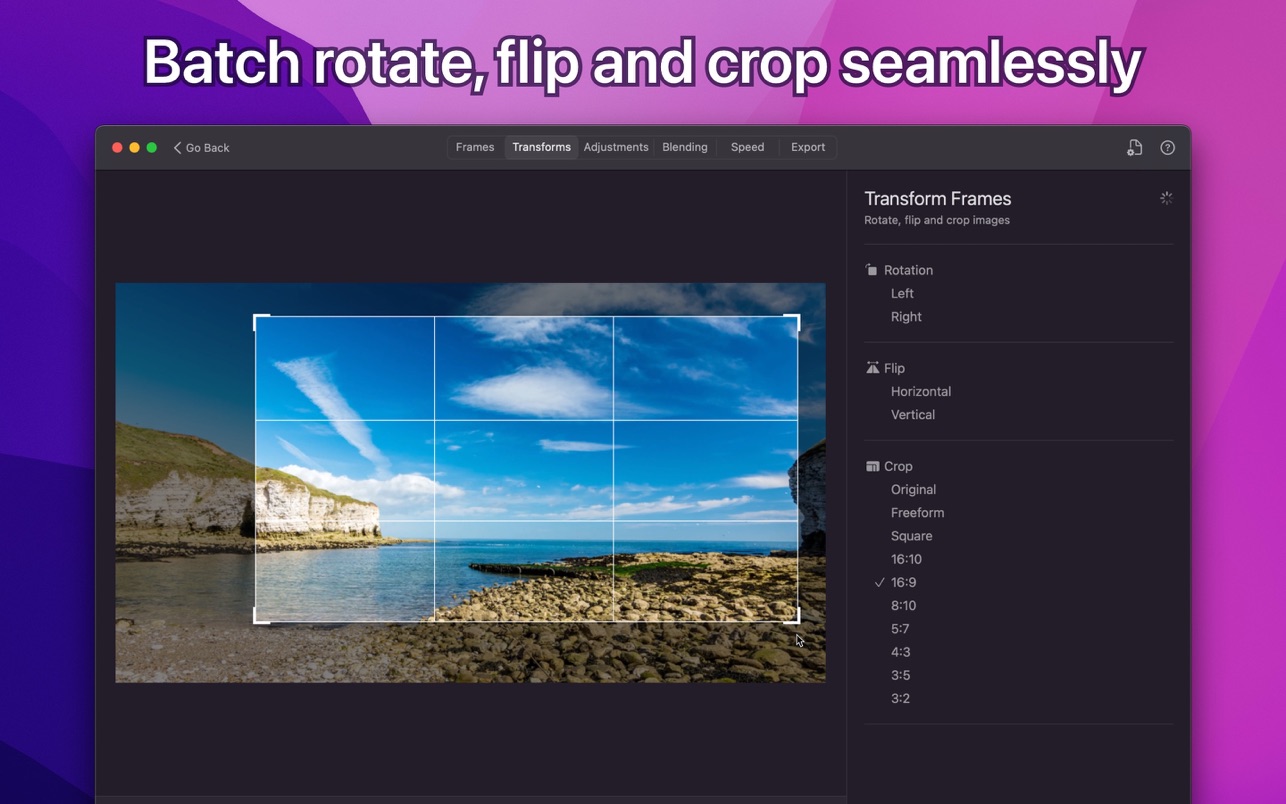 Batch rotate, flip and crop seamlessly
Go Back
Frames Transforms Adjustments Blending Speed Export
Transform Frames
Rotate, flip and crop images
Rotation
Left
Right
Flip
Horizontal
Vertical
Crop
Original
Freeform
Square
16:10
16:9
8:10
5:7
4:3
3:5
3:2